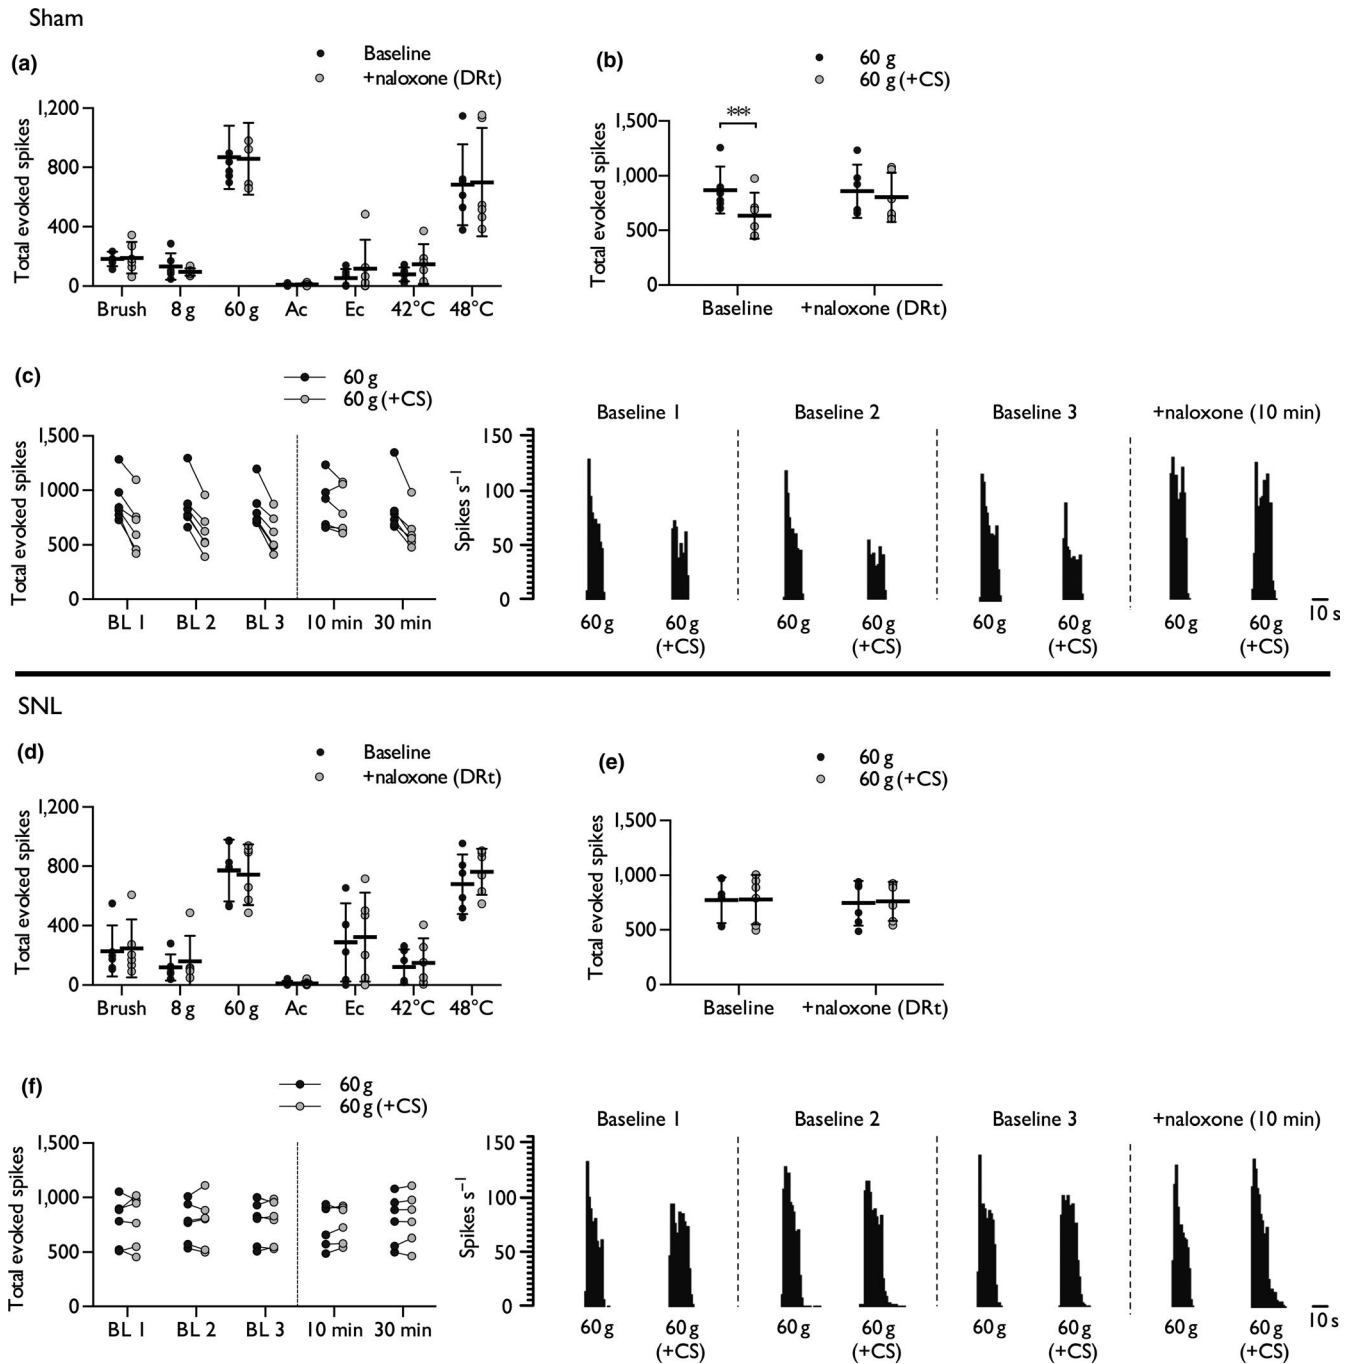 Sham
(a)
Baseline
+naloxone (DRt)
Total evoked spikes
1,200
800
400
0
Brush 8 g 60 g Ac Ec 42°C 48°C
(b)
60 g
60 g (+CS)
***
Total evoked spikes
1,500
1,000
500
0
Baseline +naloxone (DRt)
(c)
60 g
60 g (+CS)
Total evoked spikes
1,500
1000
500
0
BL 1 BL 2 BL 3 10 min 30 min
Baseline 1 Baseline 2 Baseline 3 +naloxone (10 min)
Spikes s⁻¹
150
100
50
0
60 g 60 g 60 g 60 g 60 g 60 g 60 g 60 g
(+CS) (+CS) (+CS) (+CS)
10 s
SNL
(d)
Baseline
+naloxone (DRt)
Total evoked spikes
1,200
800
400
0
Brush 8 g 60 g Ac Ec 42°C 48°C
(e)
60 g
60 g (+CS)
Total evoked spikes
1,500
1,000
500
0
Baseline +naloxone (DRt)
(f)
60 g
60 g (+CS)
Total evoked spikes
1,500
1,000
500
0
BL 1 BL 2 BL 3 10 min 30 min
Baseline 1 Baseline 2 Baseline 3 +naloxone (10 min)
Spikes s⁻¹
150
100
50
0
60 g 60 g 60 g 60 g 60 g 60 g 60 g 60 g
(+CS) (+CS) (+CS) (+CS)
10 s